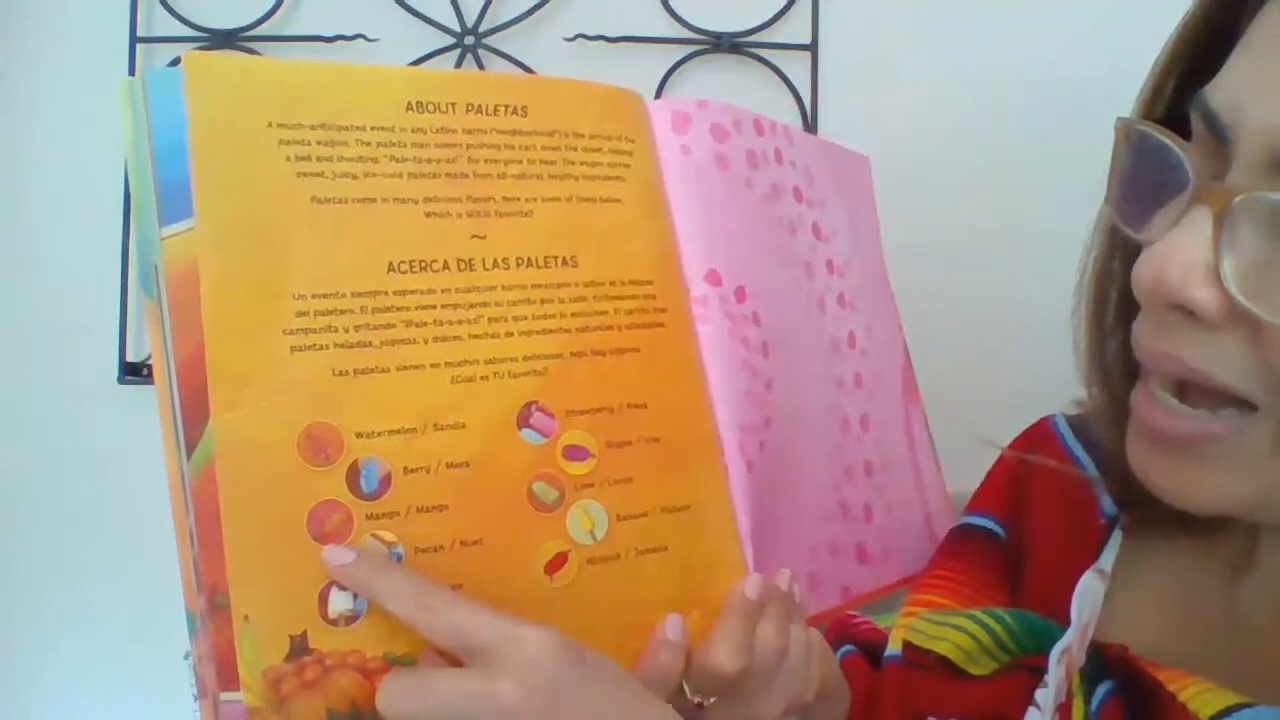 ABOUT PALETAS
A much-anticipated event in any Latino barrio ("neighborhood") is the arrival of the
paleta wagon. The paleta man comes pushing his cart down the street, ringing
a bell and shouting, "Pale-ta-a-a-as!" for everyone to hear. The wagon carries
sweet, juicy, ice-cold paletas made from all-natural, healthy ingredients.
Paletas come in many delicious flavors. Here are some of them below.
Which is YOUR favorite?
~
ACERCA DE LAS PALETAS
Un evento siempre esperado en cualquier barrio mexicano o latino es la llegada
del paletero. El paletero viene empujando su carrito por la calle, tintineando una
campanita y gritando "¡Pale-ta-a-a-as!" para que todos lo escuchen. El carrito trae
paletas heladas, jugosas, y dulces, hechas de ingredientes naturales y saludables.
Las paletas vienen en muchos sabores deliciosos. Aquí hay algunos.
¿Cuál es TU favorito?
Watermelon / Sandía
Berry / Mora
Mango / Mango
Pecan / Nuez
Strawberry / Fresa
Grape / Uva
Lime / Limón
Banana / Plátano
Hibiscus / Jamaica